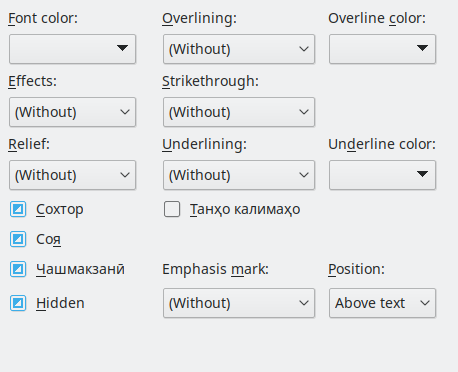 Font color: Overlining: Overline color:
(Without)
Effects: Strikethrough:
(Without) (Without)
Relief: Underlining: Underline color:
(Without) (Without)
Сохтор Танҳо калимаҳо
Соя
Чашмакзанӣ Emphasis mark: Position:
Hidden (Without) Above text